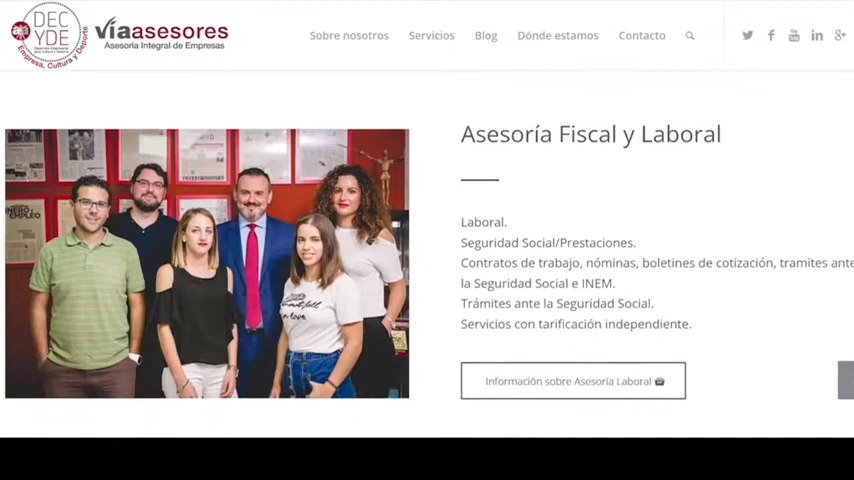 DEC
YDE
Empresa, Cultura y Deporte
víaasesores
Asesoría Integral de Empresas
Sobre nosotros
Servicios
Blog
Dónde estamos
Contacto
Asesoría Fiscal y Laboral
Laboral.
Seguridad Social/Prestaciones.
Contratos de trabajo, nóminas, boletines de cotización, tramites ante
la Seguridad Social e INEM.
Trámites ante la Seguridad Social.
Servicios con tarificación independiente.
Información sobre Asesoría Laboral